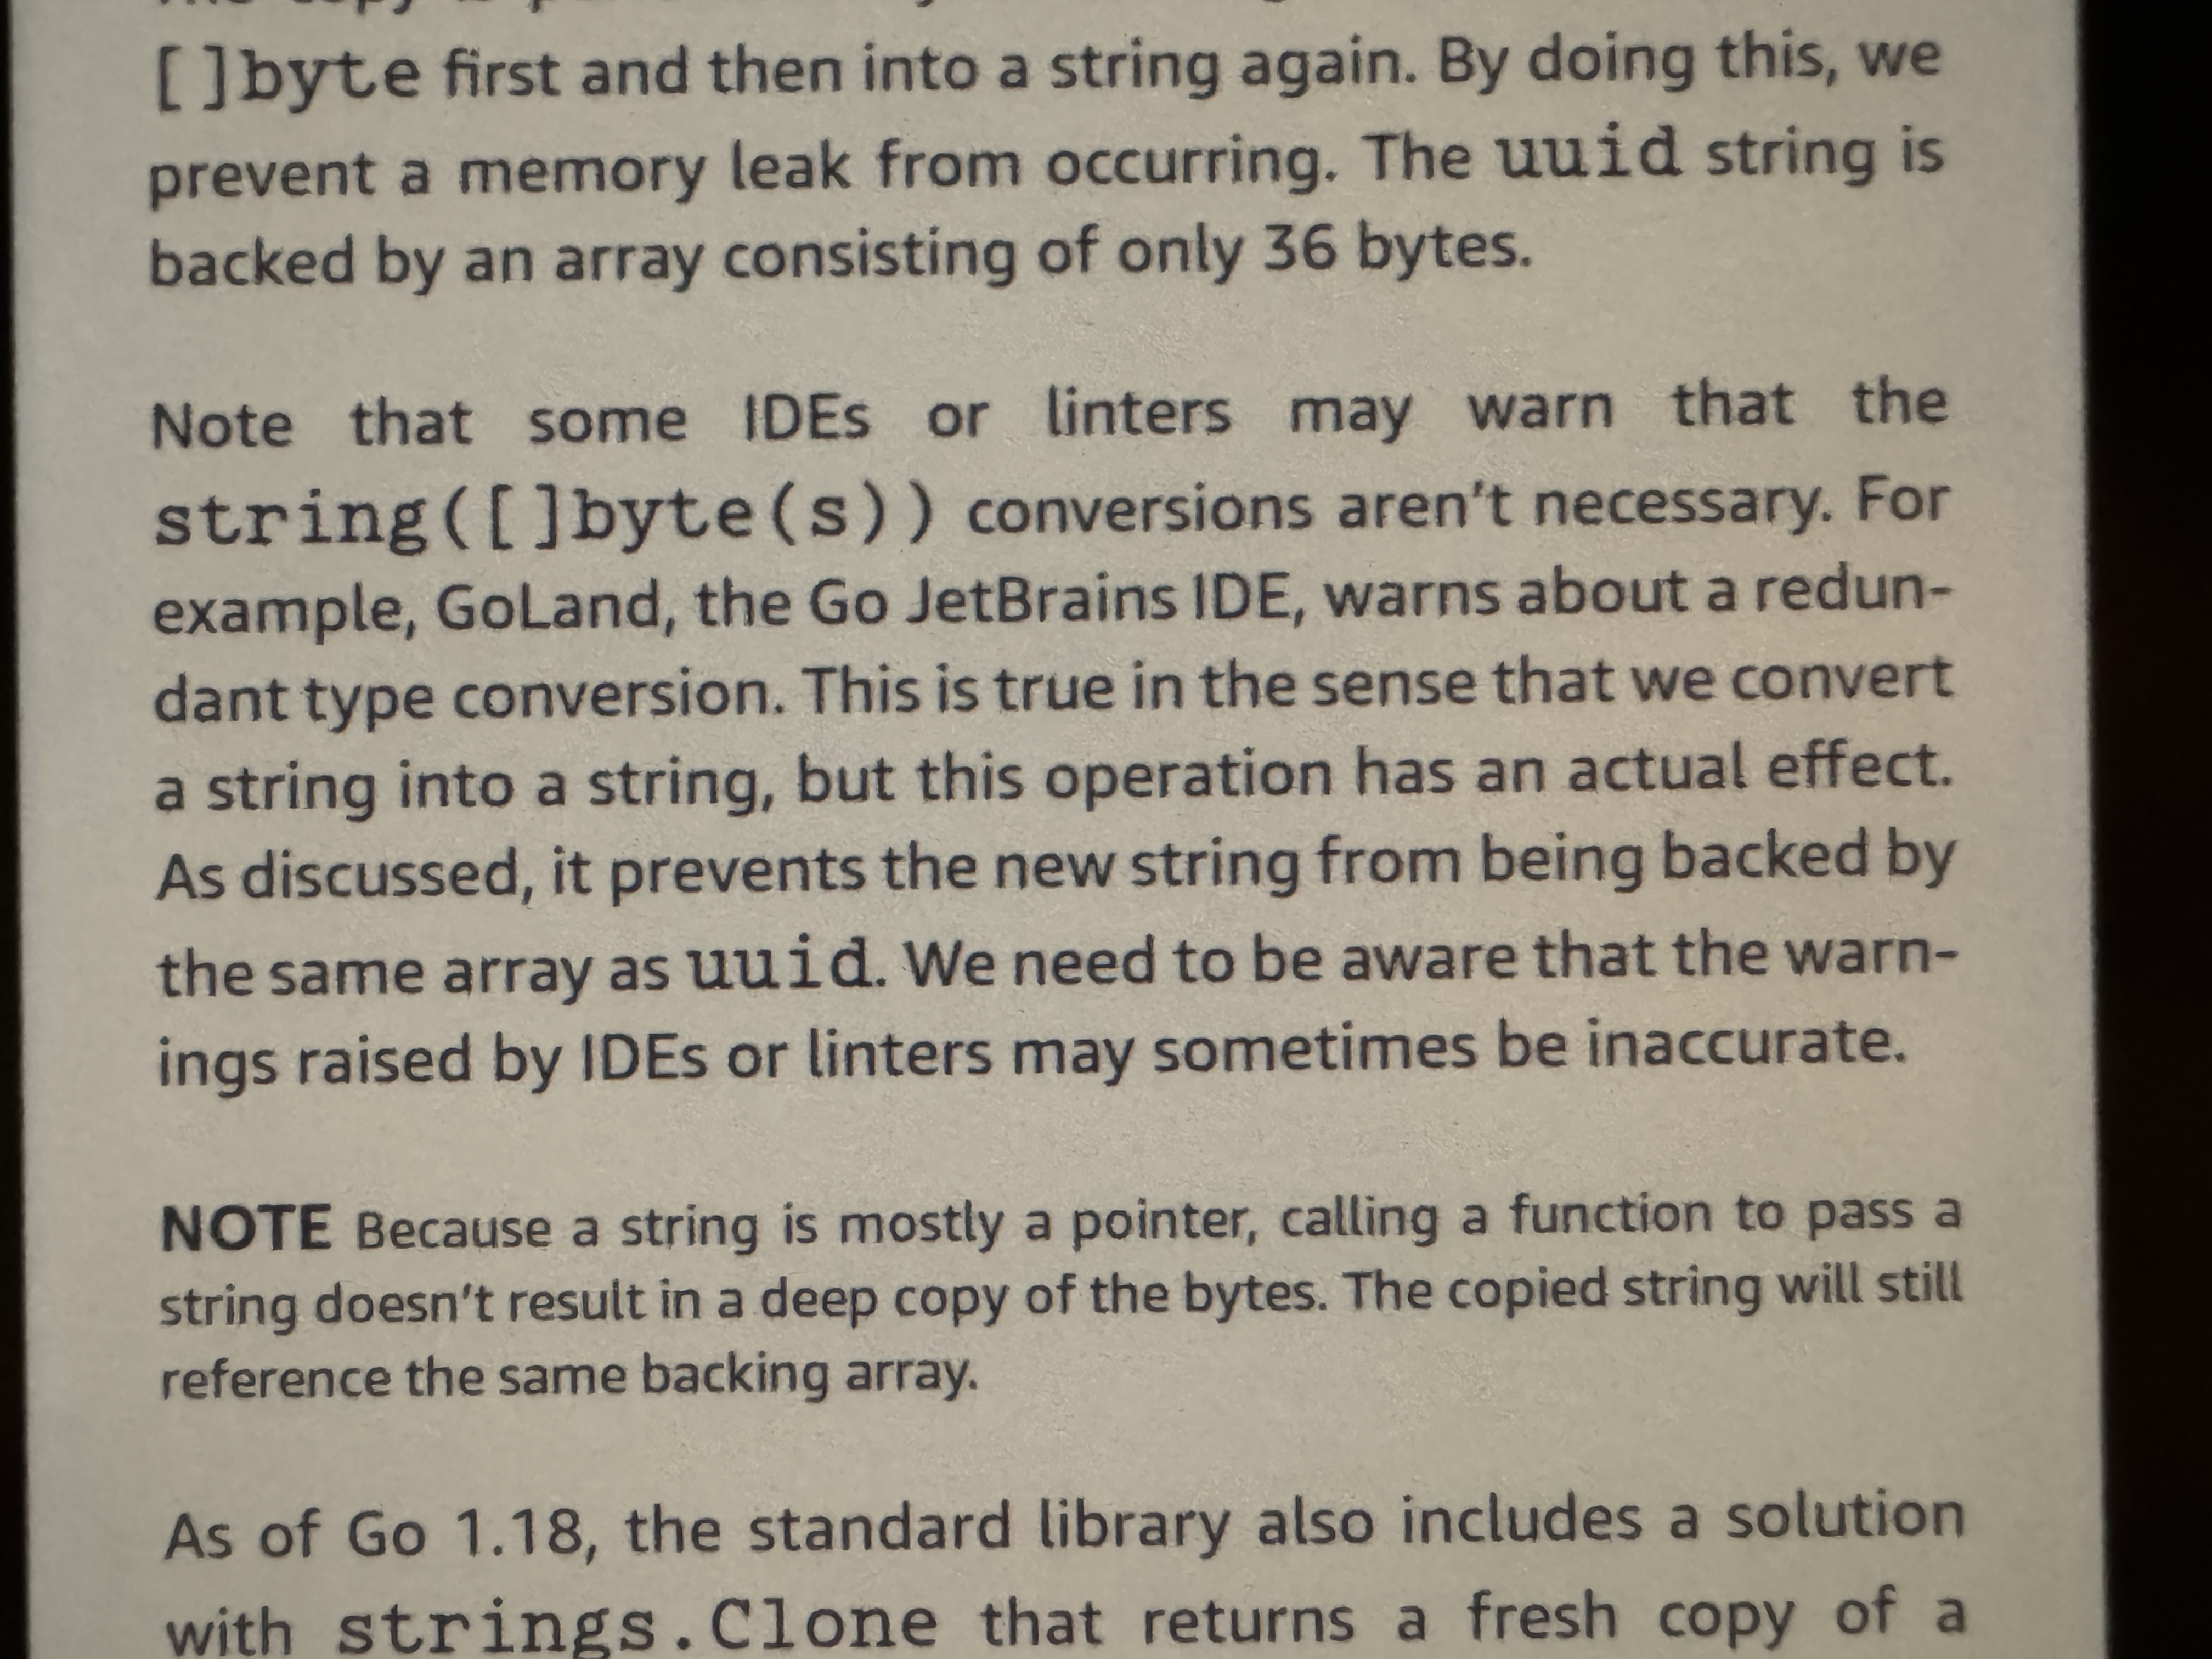 []byte first and then into a string again. By doing this, we
prevent a memory leak from occurring. The uuid string is
backed by an array consisting of only 36 bytes.
Note that some IDEs or linters may warn that the
string([]byte(s)) conversions aren't necessary. For
example, GoLand, the Go JetBrains IDE, warns about a redun-
dant type conversion. This is true in the sense that we convert
a string into a string, but this operation has an actual effect.
As discussed, it prevents the new string from being backed by
the same array as uuid. We need to be aware that the warn-
ings raised by IDEs or linters may sometimes be inaccurate.
NOTE Because a string is mostly a pointer, calling a function to pass a
string doesn't result in a deep copy of the bytes. The copied string will still
reference the same backing array.
As of Go 1.18, the standard library also includes a solution
with strings.Clone that returns a fresh copy of a